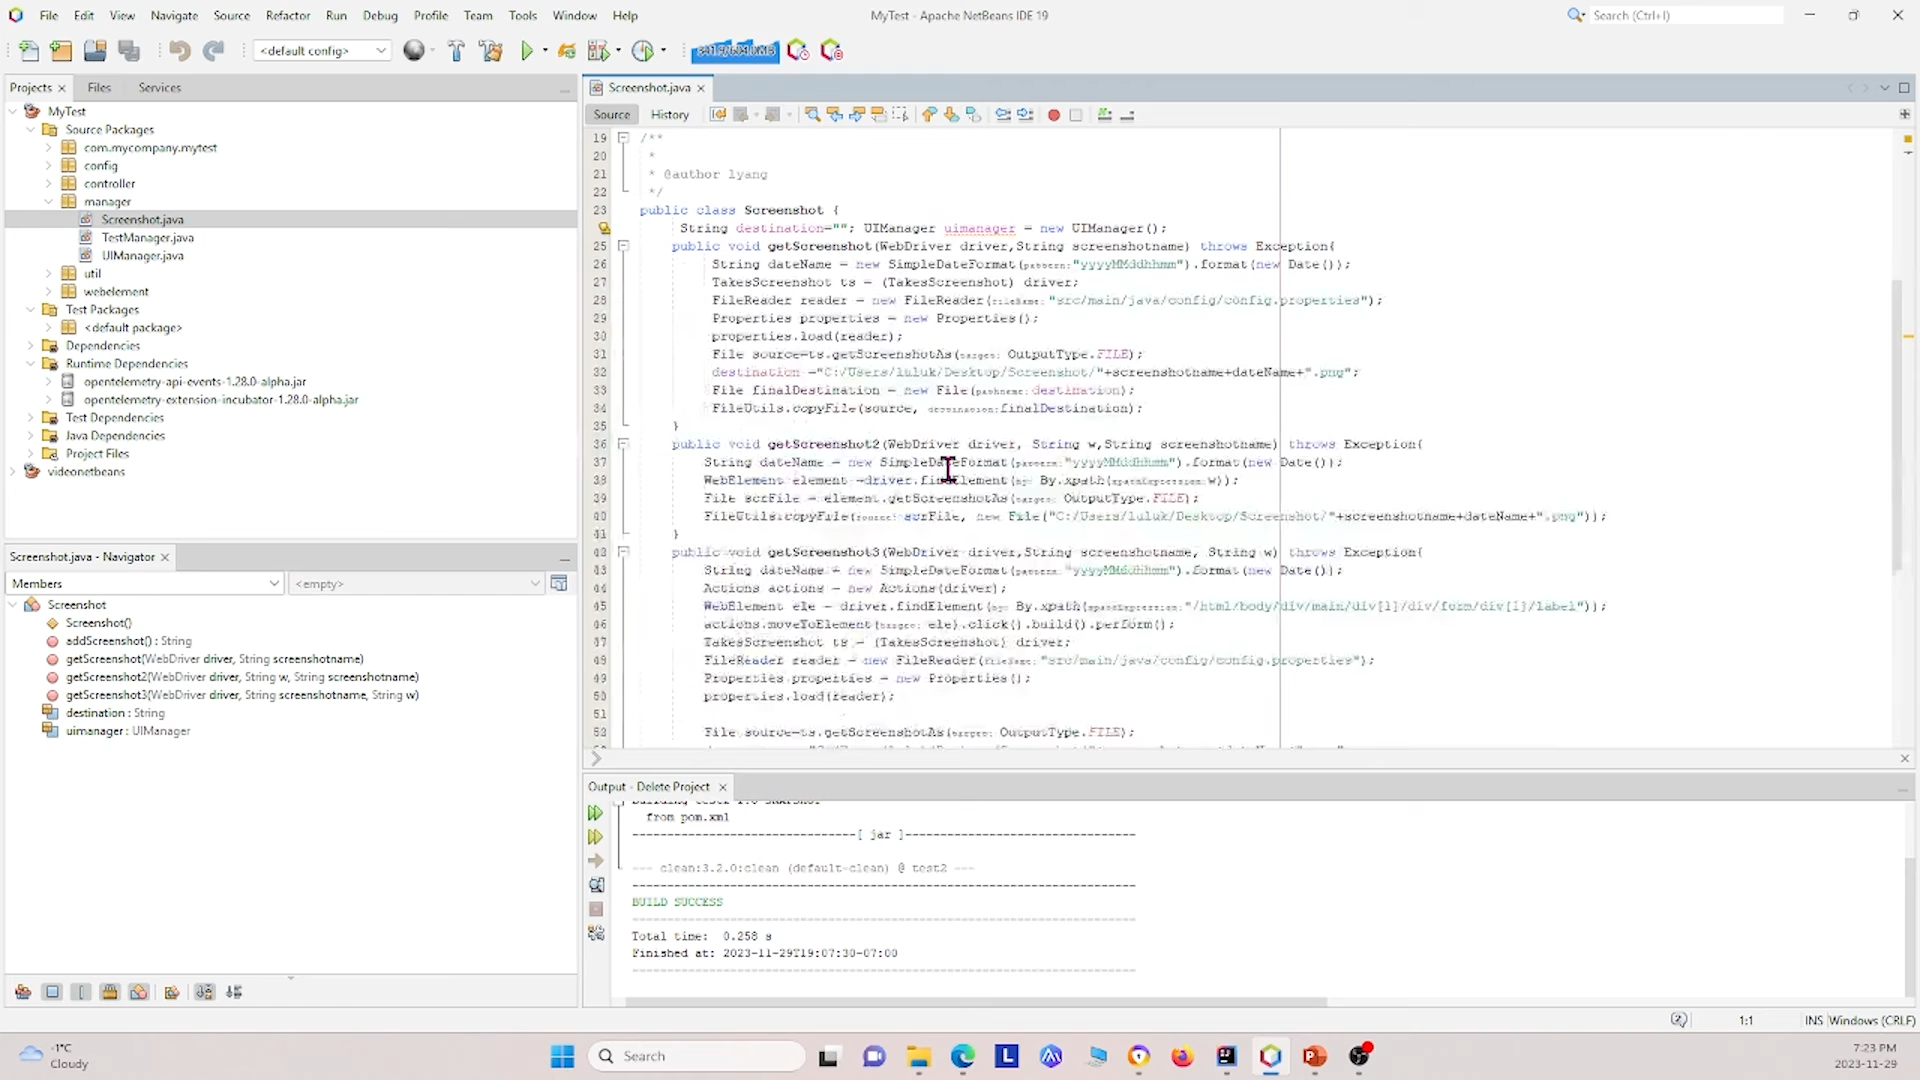 File Edit View Navigate Source Refactor Run Debug Profile Team Tools Window Help
MyTest - Apache NetBeans IDE 19
Search (Ctrl+I)
<default config>
Projects Files Services
MyTest
Source Packages
com.mycompany.mytest
config
controller
manager
Screenshot.java
TestManager.java
UIManager.java
util
webelement
Test Packages
<default package>
Dependencies
Runtime Dependencies
opentelemetry-api-events-1.28.0-alpha.jar
opentelemetry-extension-incubator-1.28.0-alpha.jar
Test Dependencies
Java Dependencies
Project Files
videonetbeans
Screenshot.java - Navigator
Members <empty>
Screenshot
Screenshot()
addScreenshot() : String
getScreenshot(WebDriver driver, String screenshotname)
getScreenshot2(WebDriver driver, String w, String screenshotname)
getScreenshot3(WebDriver driver, String screenshotname, String w)
destination : String
uimanager : UIManager
Screenshot.java
Source History
19 /**
20 *
21 * @author lyang
22 */
23 public class Screenshot {
String destination=""; UIManager uimanager = new UIManager();
25 public void getScreenshot(WebDriver driver,String screenshotname) throws Exception{
26 String dateName = new SimpleDateFormat(pattern:"yyyyMMddhhmm").format(new Date());
27 TakesScreenshot ts = (TakesScreenshot) driver;
28 FileReader reader = new FileReader(fileName:"src/main/java/config/config.properties");
29 Properties properties = new Properties();
30 properties.load(reader);
31 File source=ts.getScreenshotAs(target: OutputType.FILE);
32 destination ="C:/Users/luluk/Desktop/Screenshot/"+screenshotname+dateName+".png";
33 File finalDestination = new File(pathname:destination);
34 FileUtils.copyFile(source, destination:finalDestination);
35 }
36 public void getScreenshot2(WebDriver driver, String w,String screenshotname) throws Exception{
37 String dateName = new SimpleDateFormat(pattern:"yyyyMMddhhmm").format(new Date());
38 WebElement element =driver.findElement(by: By.xpath(xpathExpression:w));
39 File scrFile = element.getScreenshotAs(target: OutputType.FILE);
40 FileUtils.copyFile(source: scrFile, new File("C:/Users/luluk/Desktop/Screenshot/"+screenshotname+dateName+".png"));
41 }
42 public void getScreenshot3(WebDriver driver,String screenshotname, String w) throws Exception{
43 String dateName = new SimpleDateFormat(pattern:"yyyyMMddhhmm").format(new Date());
44 Actions actions = new Actions(driver);
45 WebElement ele = driver.findElement(by: By.xpath(xpathExpression:"/html/body/div/main/div[1]/div/form/div[1]/label"));
46 actions.moveToElement(target: ele).click().build().perform();
47 TakesScreenshot ts = (TakesScreenshot) driver;
48 FileReader reader = new FileReader(fileName:"src/main/java/config/config.properties");
49 Properties properties = new Properties();
50 properties.load(reader);
51
52 File source=ts.getScreenshotAs(target: OutputType.FILE);
Output - Delete Project
from pom.xml
--------------------------------[ jar ]---------------------------------
--- clean:3.2.0:clean (default-clean) @ test2 ---
------------------------------------------------------------------------
BUILD SUCCESS
------------------------------------------------------------------------
Total time: 0.258 s
Finished at: 2023-11-29T19:07:30-07:00
------------------------------------------------------------------------
1:1 INS Windows (CRLF)
-1°C
Cloudy
Search
7:23 PM
2023-11-29